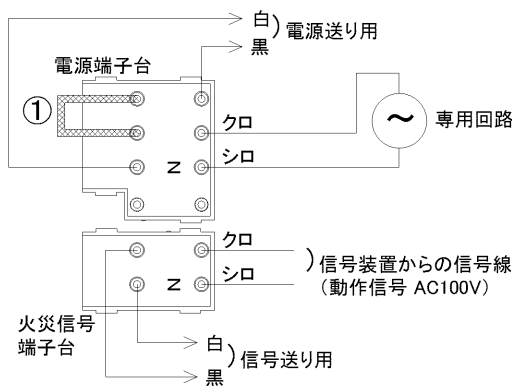 白
黒
）電源送り用
電源端子台
①
クロ
シロ
N
～
専用回路
クロ
シロ
N
）信号装置からの信号線
（動作信号 AC100V）
火災信号
端子台
白
黒
）信号送り用